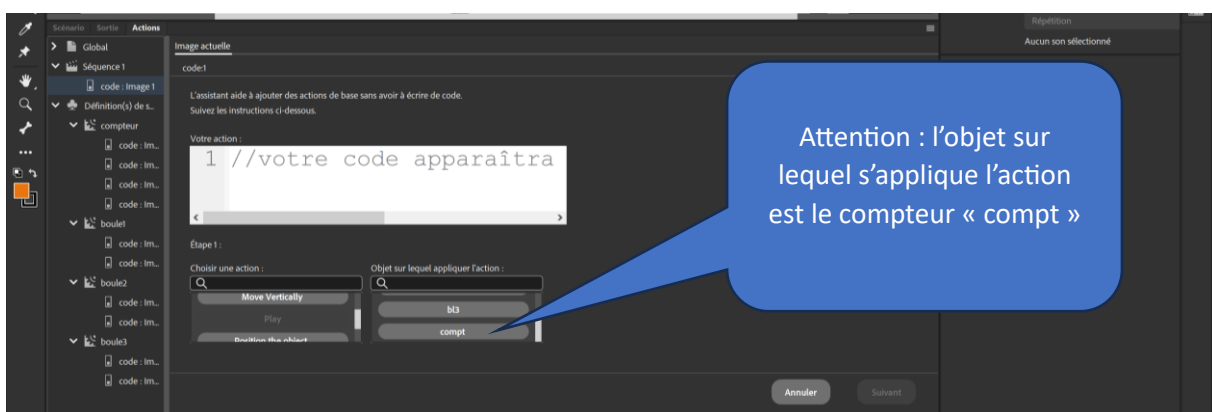 Répétition
Scénario Sortie Actions
Aucun son sélectionné
Global
Image actuelle
Séquence 1
code:1
code : Image 1
L'assistant aide à ajouter des actions de base sans avoir à écrire de code.
Définition(s) de s...
Suivez les instructions ci-dessous.
compteur
Votre action :
code : Im...
1 //votre code apparaîtra
code : Im...
code : Im...
code : Im...
boulet
code : Im...
Étape 1 :
code : Im...
Choisir une action :
Objet sur lequel appliquer l'action :
boule2
Move Vertically
code : Im...
bl3
Play
code : Im...
compt
Position the object
boule3
code : Im...
code : Im...
Annuler
Suivant
Attention : l'objet sur
lequel s'applique l'action
est le compteur « compt »